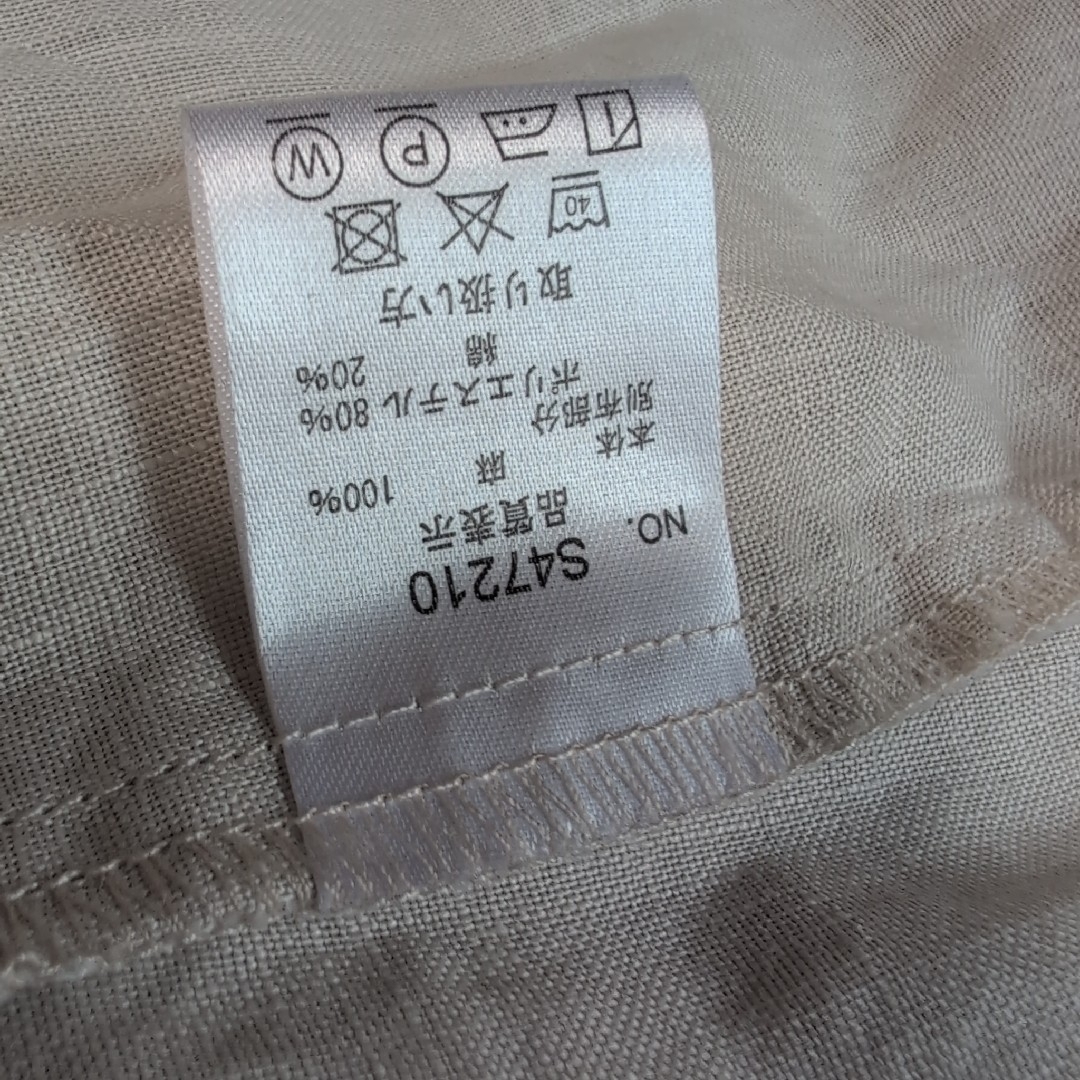 NO. S47210
品質表示
本体 麻 100%
別布部分
ポリエステル 80%
綿 20%
取り扱い方
40
P W